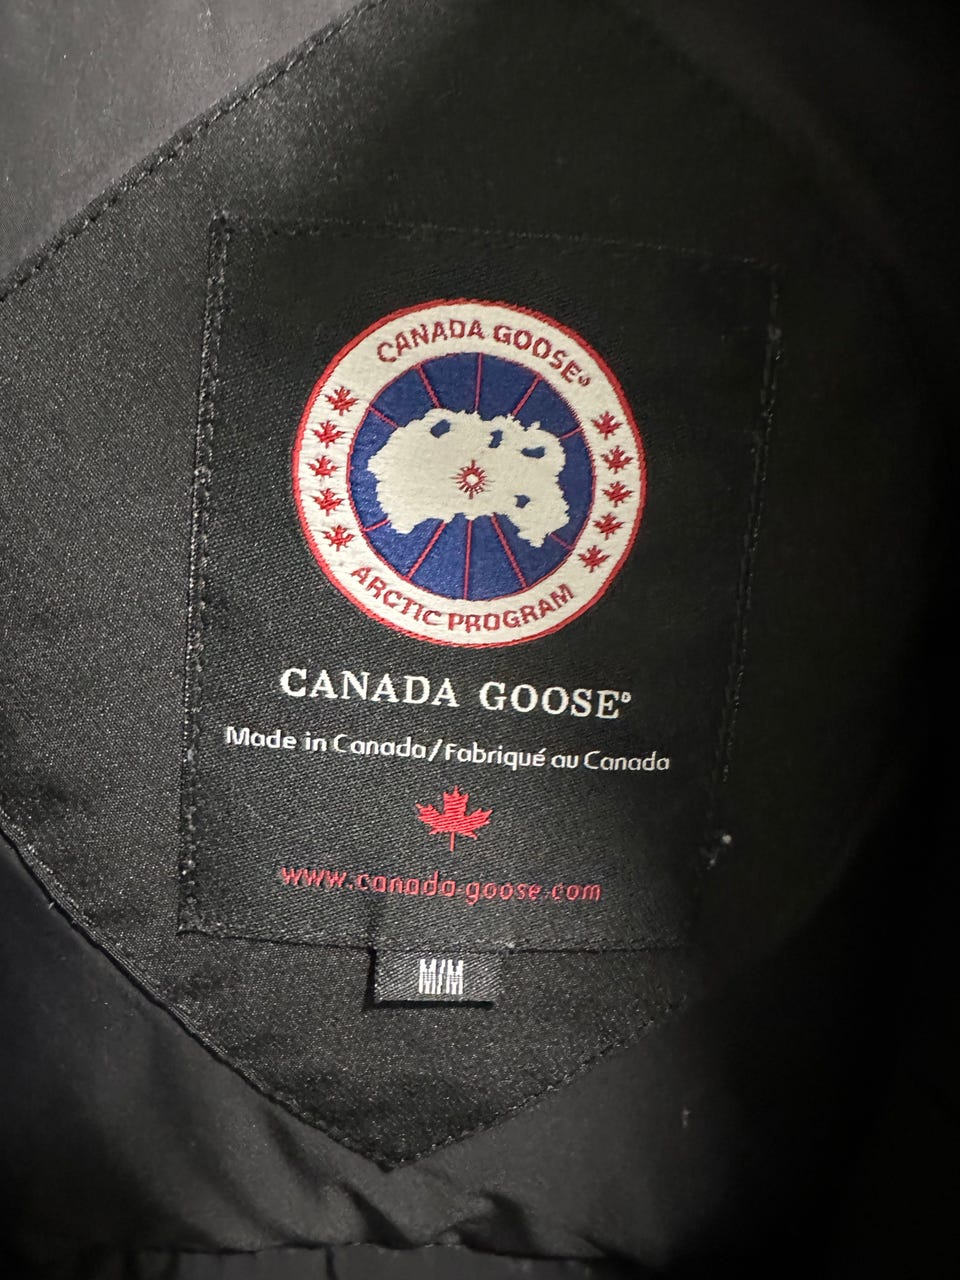 CANADA GOOSE®
ARCTIC PROGRAM
CANADA GOOSE®
Made in Canada/Fabriqué au Canada
www.canada-goose.com
M/M